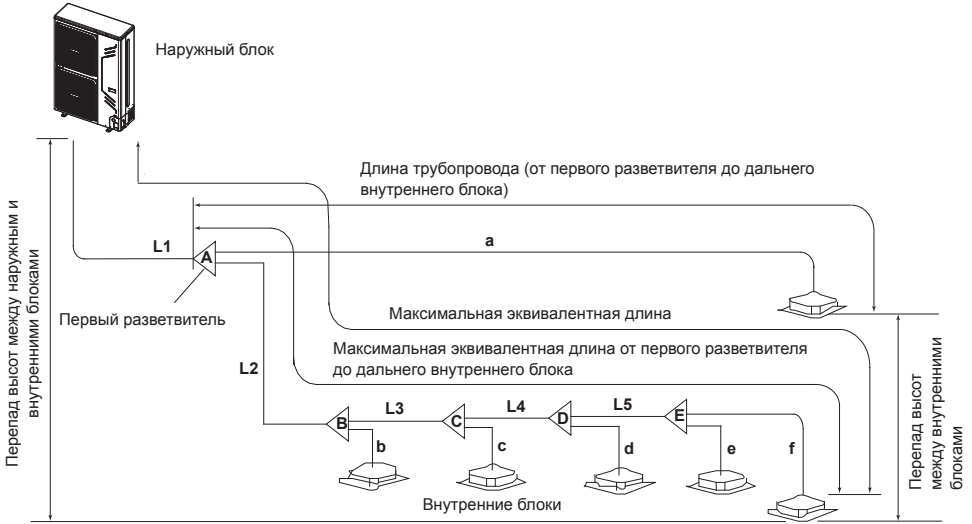 Наружный блок
Длина трубопровода (от первого разветвителя до дальнего
внутреннего блока)
L1
A
a
Первый разветвитель
Максимальная эквивалентная длина
Максимальная эквивалентная длина от первого разветвителя
до дальнего внутреннего блока
L2
L3
L4
L5
B
C
D
E
b
c
d
e
f
Внутренние блоки
Перепад высот между наружным и
внутренними блоками
Перепад высот
между внутренними
блоками